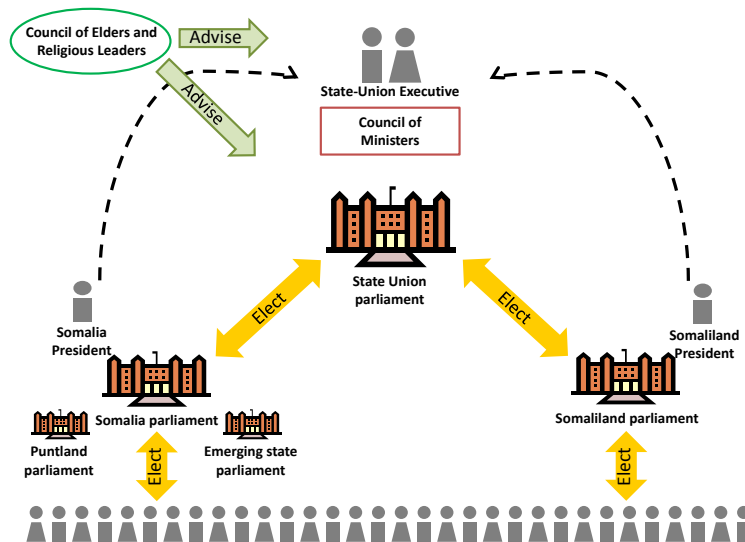 Council of Elders and
Religious Leaders
Advise
Advise
State-Union Executive
Council of
Ministers
State Union
parliament
Elect
Elect
Somalia
President
Somaliland
President
Somalia parliament
Somaliland parliament
Puntland
parliament
Emerging state
parliament
Elect
Elect